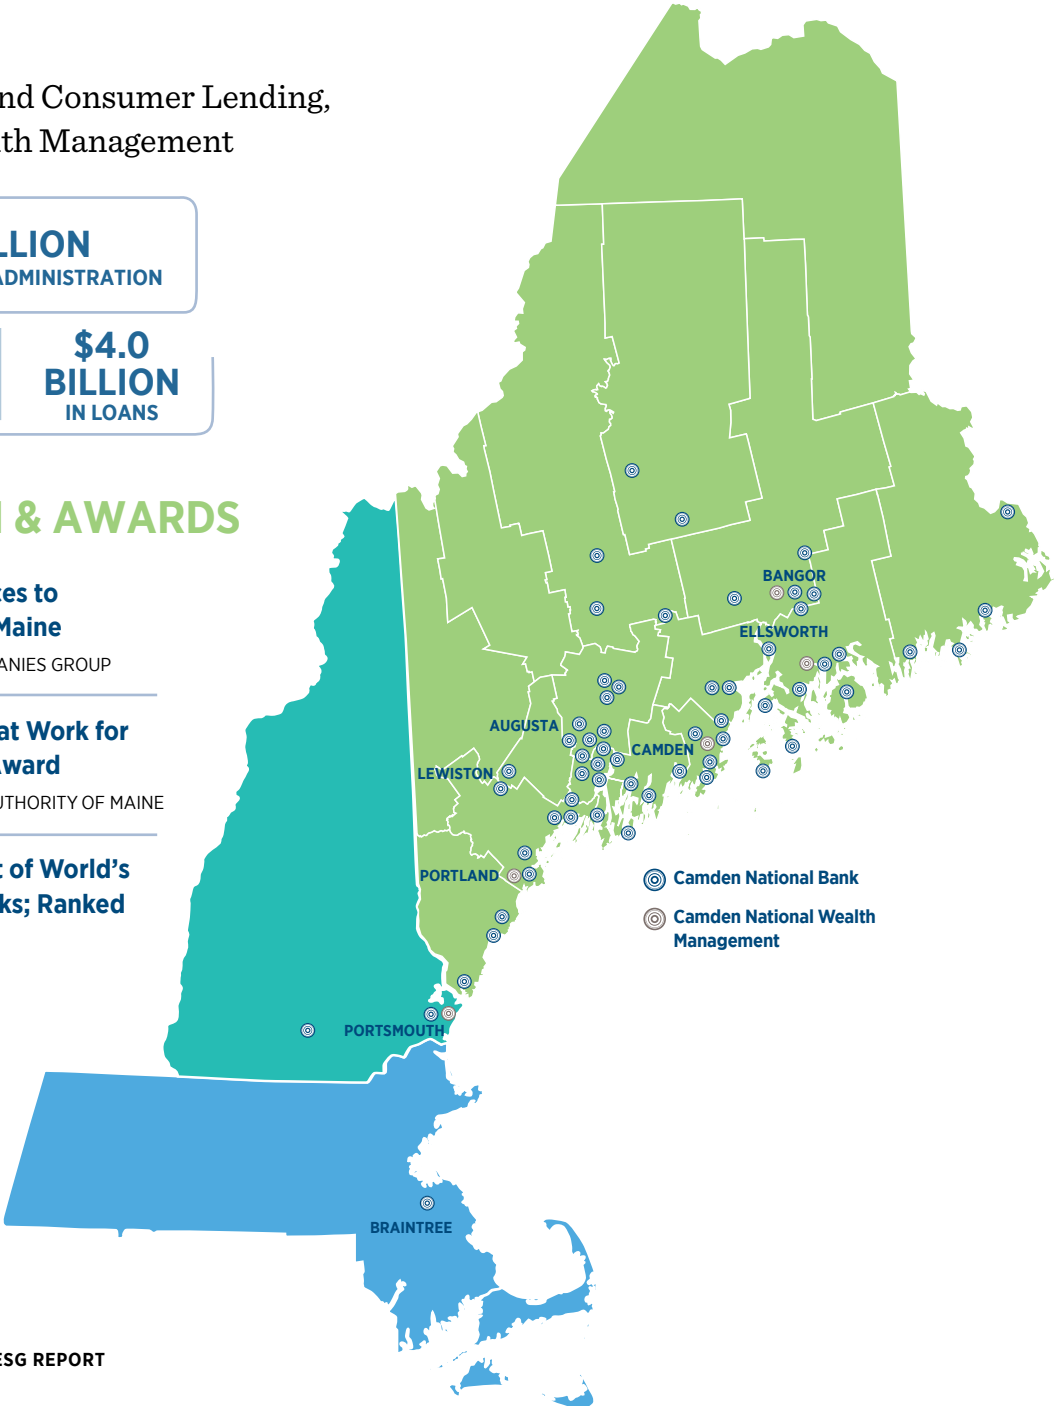 nd Consumer Lending,
th Management
LLION
ADMINISTRATION
$4.0
BILLION
IN LOANS
& AWARDS
ces to
Maine
ANIES GROUP
at Work for
Award
UTHORITY OF MAINE
t of World's
ks; Ranked
BANGOR
ELLSWORTH
AUGUSTA
CAMDEN
LEWISTON
PORTLAND
Camden National Bank
Camden National Wealth
Management
PORTSMOUTH
BRAINTREE
ESG REPORT